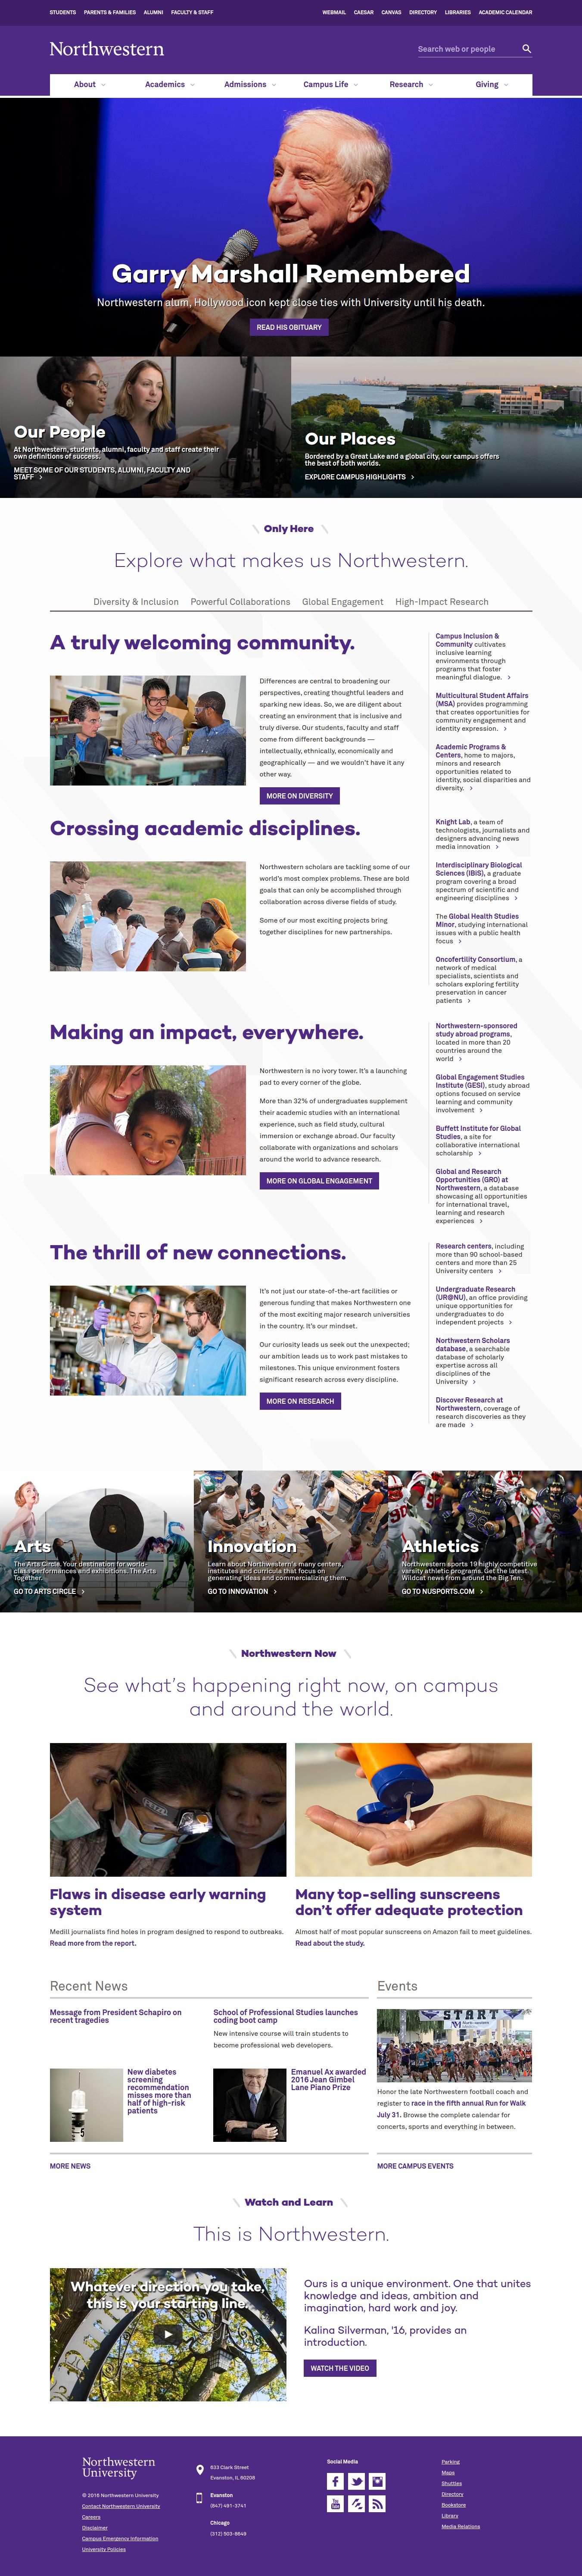 STUDENTS PARENTS & FAMILIES ALUMNI FACULTY & STAFF WEBMAIL CAESAR CANVAS DIRECTORY LIBRARIES ACADEMIC CALENDAR
Northwestern
Search web or people
About Academics Admissions Campus Life Research Giving
Garry Marshall Remembered
Northwestern alum, Hollywood icon kept close ties with University until his death.
READ HIS OBITUARY
Our People
At Northwestern, students, alumni, faculty and staff create their
own definitions of success.
MEET SOME OF OUR STUDENTS, ALUMNI, FACULTY AND
STAFF
Our Places
Bordered by a Great Lake and a global city, our campus offers
the best of both worlds.
EXPLORE CAMPUS HIGHLIGHTS
Only Here
Explore what makes us Northwestern.
Diversity & Inclusion Powerful Collaborations Global Engagement High-Impact Research
A truly welcoming community.
Differences are central to broadening our
perspectives, creating thoughtful leaders and
sparking new ideas. So, we are diligent about
creating an environment that is inclusive and
truly diverse. Our students, faculty and staff
come from different backgrounds —
intellectually, ethnically, economically and
geographically — and we wouldn't have it any
other way.
MORE ON DIVERSITY
Campus Inclusion &
Community cultivates
inclusive learning
environments through
programs that foster
meaningful dialogue.
Multicultural Student Affairs
(MSA) provides programming
that creates opportunities for
community engagement and
identity expression.
Academic Programs &
Centers, home to majors,
minors and research
opportunities related to
identity, social disparities and
diversity.
Crossing academic disciplines.
Northwestern scholars are tackling some of our
world's most complex problems. These are bold
goals that can only be accomplished through
collaboration across diverse fields of study.
Some of our most exciting projects bring
together disciplines for new partnerships.
Knight Lab, a team of
technologists, journalists and
designers advancing news
media innovation
Interdisciplinary Biological
Sciences (IBiS), a graduate
program covering a broad
spectrum of scientific and
engineering disciplines
The Global Health Studies
Minor, studying international
issues with a public health
focus
Oncofertility Consortium, a
network of medical
specialists, scientists and
scholars exploring fertility
preservation in cancer
patients
Making an impact, everywhere.
Northwestern is no ivory tower. It's a launching
pad to every corner of the globe.
More than 32% of undergraduates supplement
their academic studies with an international
experience, such as field study, cultural
immersion or exchange abroad. Our faculty
collaborate with organizations and scholars
around the world to advance research.
MORE ON GLOBAL ENGAGEMENT
Northwestern-sponsored
study abroad programs,
located in more than 20
countries around the
world
Global Engagement Studies
Institute (GESI), study abroad
options focused on service
learning and community
involvement
Buffett Institute for Global
Studies, a site for
collaborative international
scholarship
Global and Research
Opportunities (GRO) at
Northwestern, a database
showcasing all opportunities
for international travel,
learning and research
experiences
The thrill of new connections.
It's not just our state-of-the-art facilities or
generous funding that makes Northwestern one
of the most exciting major research universities
in the country. It's our mindset.
Our curiosity leads us to seek out the unexpected;
our ambition leads us to work past mistakes to
milestones. This unique environment fosters
significant research across every discipline.
MORE ON RESEARCH
Research centers, including
more than 90 school-based
centers and more than 25
University centers
Undergraduate Research
(UR@NU), an office providing
unique opportunities for
undergraduates to do
independent projects
Northwestern Scholars
database, a searchable
database of scholarly
expertise across all
disciplines of the
University
Discover Research at
Northwestern, coverage of
research discoveries as they
are made
Arts
The Arts Circle. Your destination for world-
class performances and exhibitions. The Arts
Together.
GO TO ARTS CIRCLE
Innovation
Learn about Northwestern's many centers,
institutes and curricula that focus on
generating ideas and commercializing them.
GO TO INNOVATION
Athletics
Northwestern sports 19 highly competitive
varsity athletic programs. Get the latest
Wildcat news from around the Big Ten.
GO TO NUSPORTS.COM
Northwestern Now
See what's happening right now, on campus
and around the world.
Flaws in disease early warning
system
Medill journalists find holes in program designed to respond to outbreaks.
Read more from the report.
Many top-selling sunscreens
don't offer adequate protection
Almost half of most popular sunscreens on Amazon fail to meet guidelines.
Read about the study.
Recent News
Message from President Schapiro on
recent tragedies
School of Professional Studies launches
coding boot camp
New intensive course will train students to
become professional web developers.
New diabetes
screening
recommendation
misses more than
half of high-risk
patients
Emanuel Ax awarded
2016 Jean Gimbel
Lane Piano Prize
MORE NEWS
Events
START
Northwestern
Honor the late Northwestern football coach and
register to race in the fifth annual Run for Walk
July 31. Browse the complete calendar for
concerts, sports and everything in between.
MORE CAMPUS EVENTS
Watch and Learn
This is Northwestern.
Whatever direction you take,
this is your starting line.
Ours is a unique environment. One that unites
knowledge and ideas, ambition and
imagination, hard work and joy.
Kalina Silverman, '16, provides an
introduction.
WATCH THE VIDEO
Northwestern
University
© 2016 Northwestern University
Contact Northwestern University
Careers
Disclaimer
Campus Emergency Information
University Policies
633 Clark Street
Evanston, IL 60208
Evanston
(847) 491-3741
Chicago
(312) 503-8649
Social Media
You
Tube
Parking
Maps
Shuttles
Directory
Bookstore
Library
Media Relations